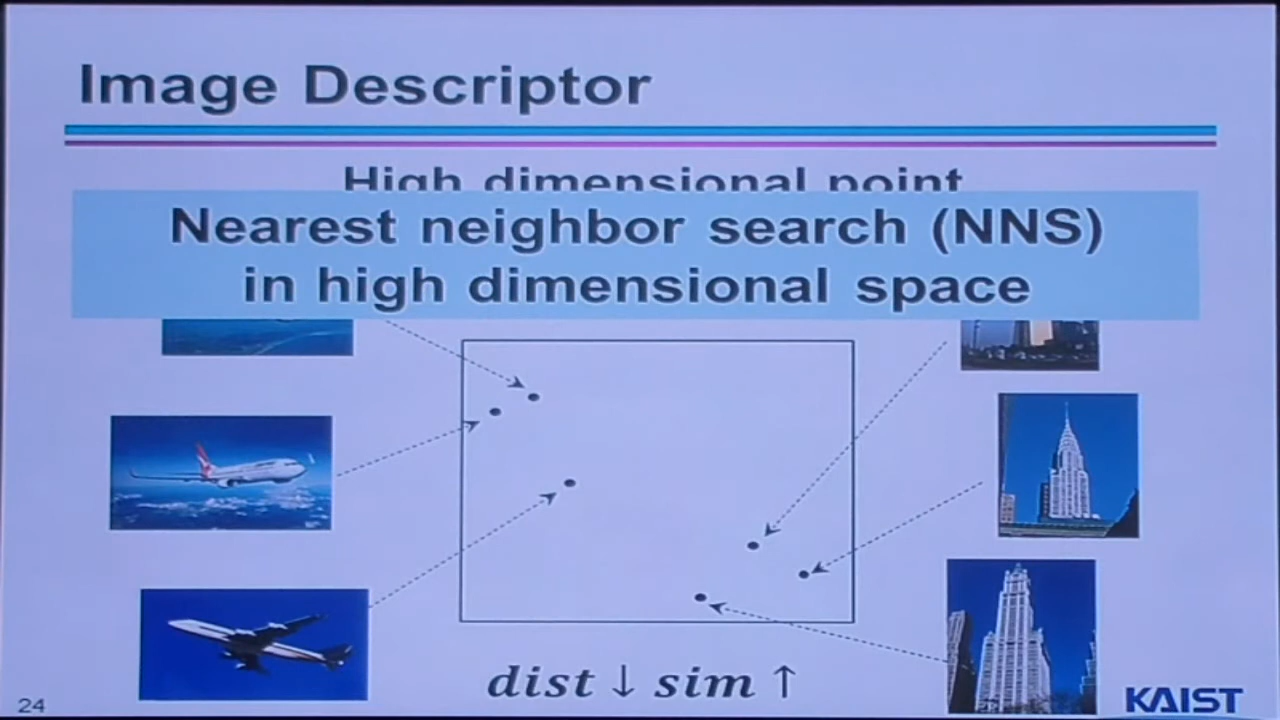 Image Descriptor
High dimensional point
Nearest neighbor search (NNS)
in high dimensional space
dist ↓ sim ↑
24
KAIST